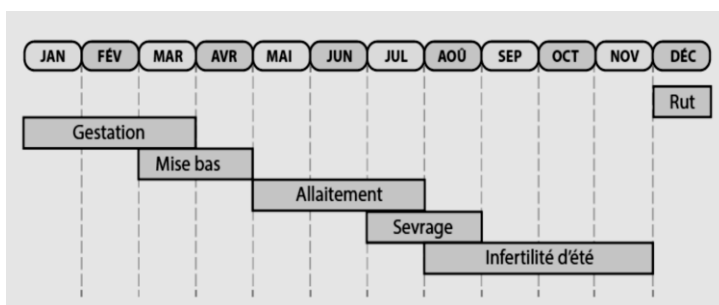 JAN FÉV MAR AVR MAI JUN JUL AOÛ SEP OCT NOV DÉC
Rut
Gestation
Mise bas
Allaitement
Sevrage
Infertilité d'été